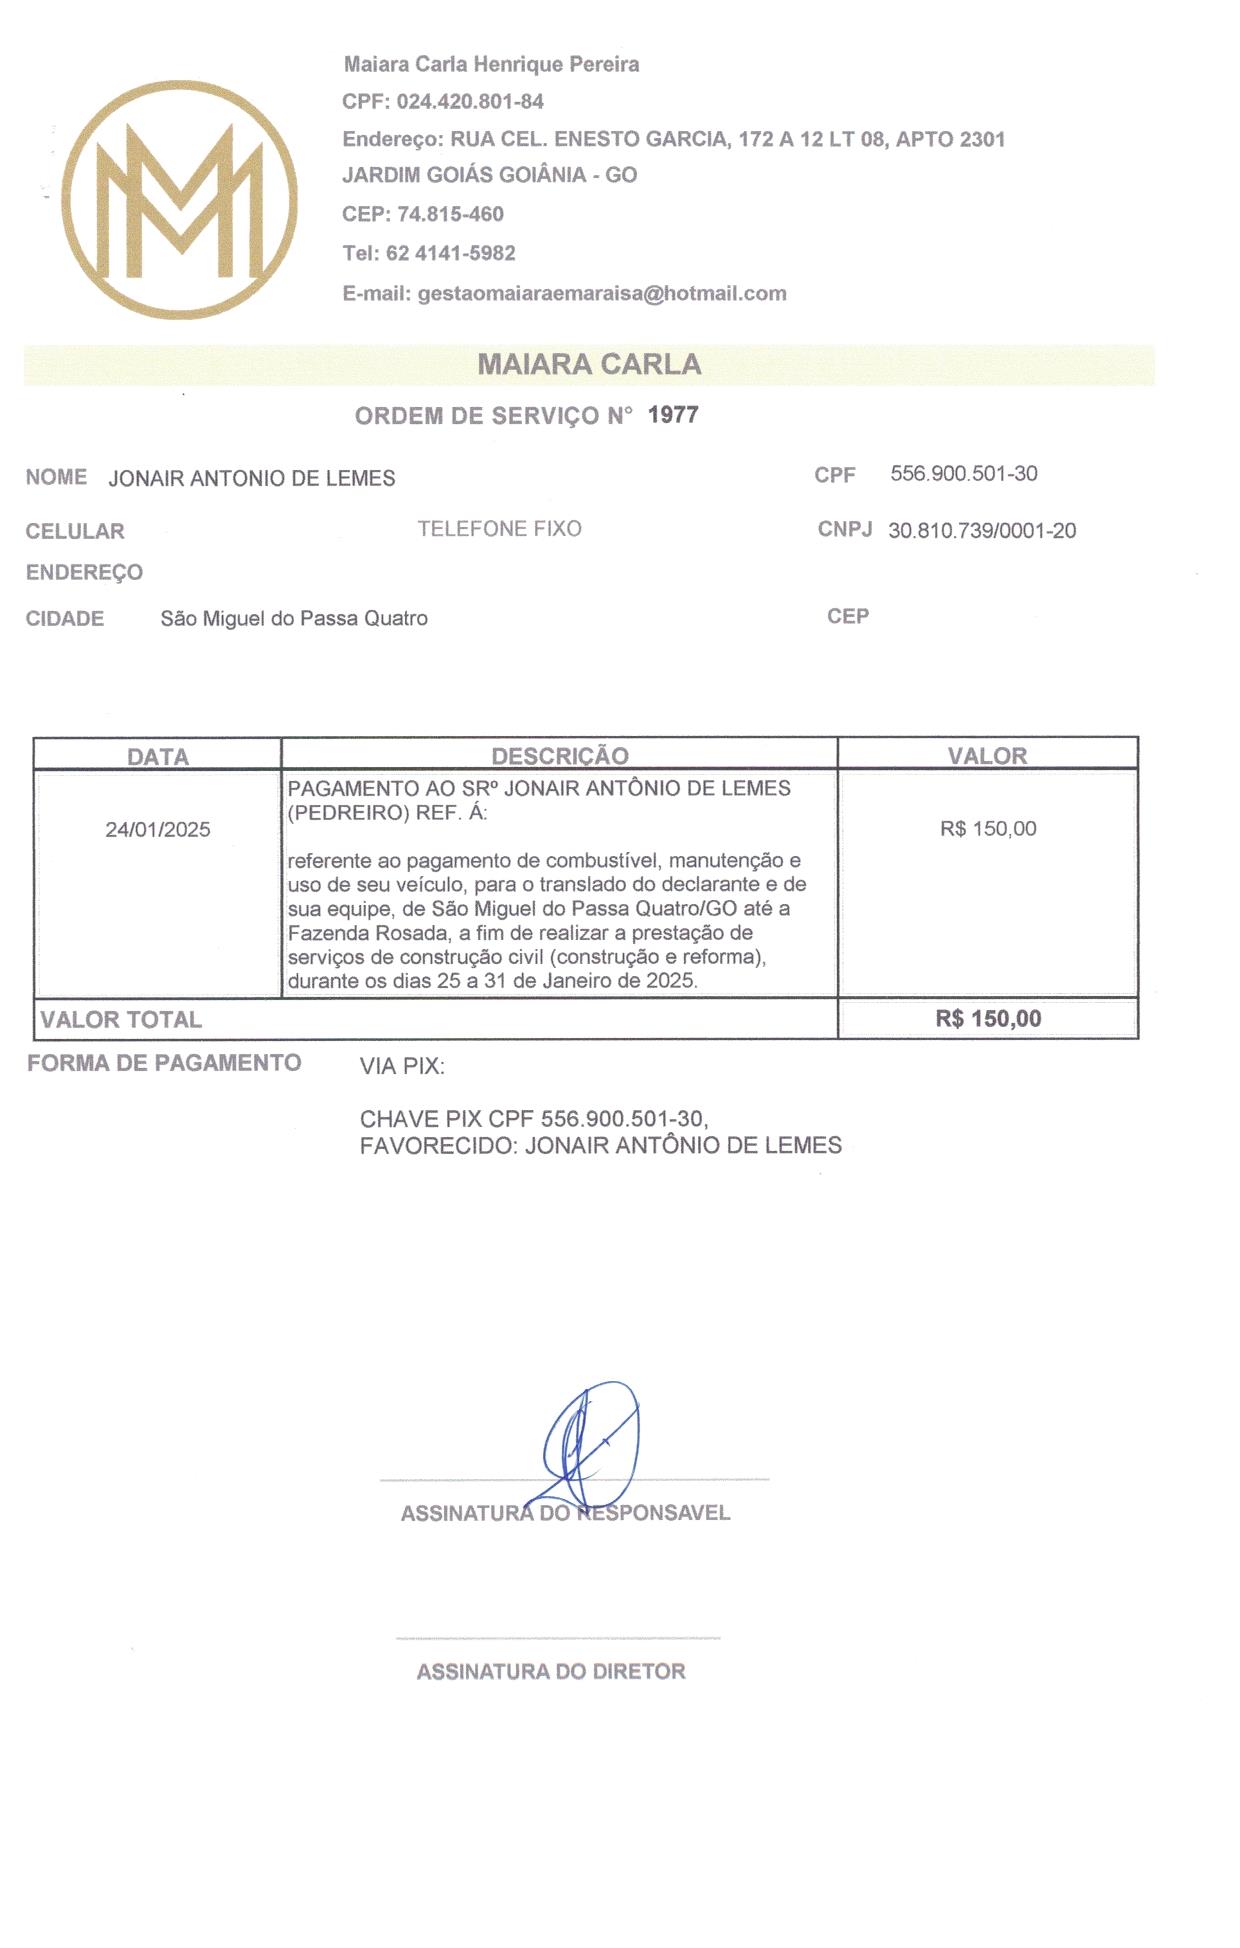 Maiara Carla Henrique Pereira
CPF: 024.420.801-84
Endereço: RUA CEL. ENESTO GARCIA, 172 A 12 LT 08, APTO 2301
JARDIM GOIÁS GOIÂNIA - GO
CEP: 74.815-460
Tel: 62 4141-5982
E-mail: gestaomaiaraemaraisa@hotmail.com
MAIARA CARLA
ORDEM DE SERVIÇO N° 1977
NOME JONAIR ANTONIO DE LEMES CPF 556.900.501-30
CELULAR TELEFONE FIXO CNPJ 30.810.739/0001-20
ENDEREÇO
CIDADE São Miguel do Passa Quatro CEP
DATA DESCRIÇÃO VALOR
PAGAMENTO AO SRº JONAIR ANTÔNIO DE LEMES
(PEDREIRO) REF. Á:
24/01/2025 R$ 150,00
referente ao pagamento de combustível, manutenção e
uso de seu veículo, para o translado do declarante e de
sua equipe, de São Miguel do Passa Quatro/GO até a
Fazenda Rosada, a fim de realizar a prestação de
serviços de construção civil (construção e reforma),
durante os dias 25 a 31 de Janeiro de 2025.
VALOR TOTAL R$ 150,00
FORMA DE PAGAMENTO VIA PIX:
CHAVE PIX CPF 556.900.501-30,
FAVORECIDO: JONAIR ANTÔNIO DE LEMES
ASSINATURA DO RESPONSAVEL
ASSINATURA DO DIRETOR